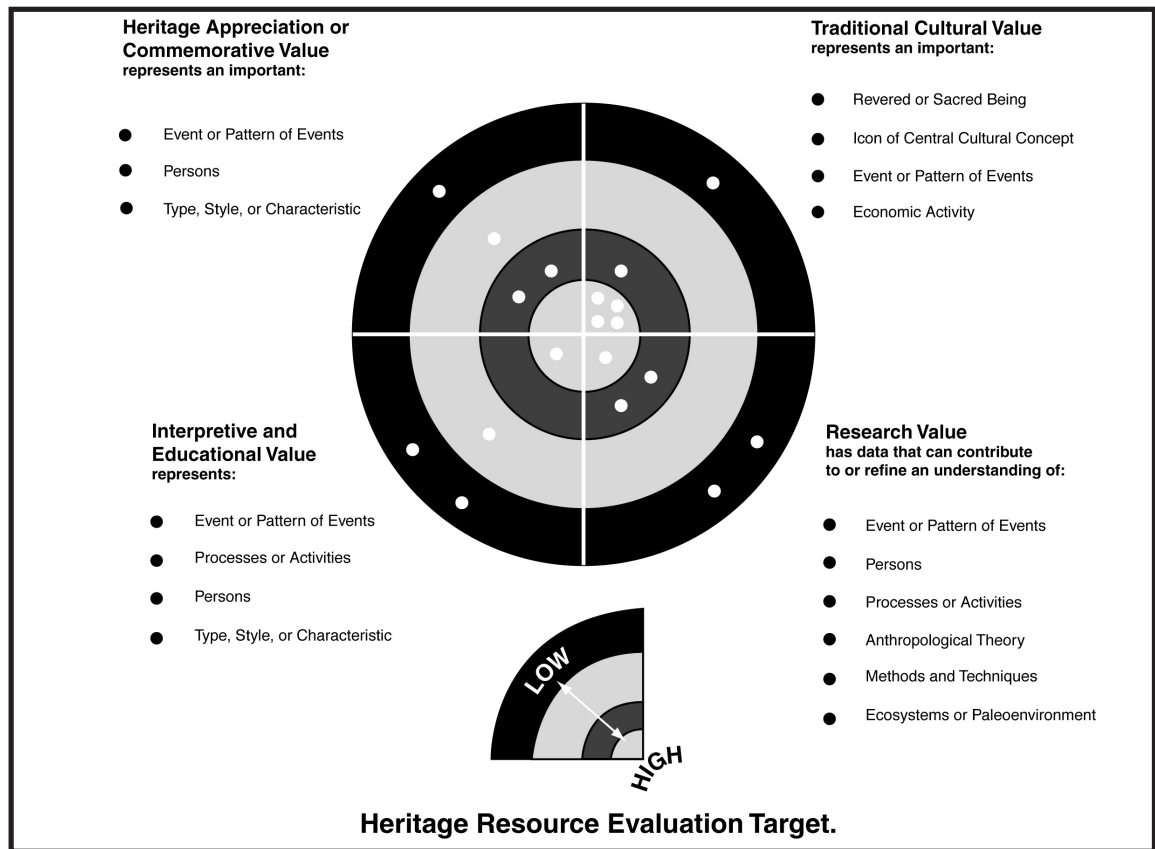 Heritage Appreciation or
Commemorative Value
represents an important:
Event or Pattern of Events
Persons
Type, Style, or Characteristic
Traditional Cultural Value
represents an important:
Revered or Sacred Being
Icon of Central Cultural Concept
Event or Pattern of Events
Economic Activity
Interpretive and
Educational Value
represents:
Event or Pattern of Events
Processes or Activities
Persons
Type, Style, or Characteristic
Research Value
has data that can contribute
to or refine an understanding of:
Event or Pattern of Events
Persons
Processes or Activities
Anthropological Theory
Methods and Techniques
Ecosystems or Paleoenvironment
LOW
HIGH
Heritage Resource Evaluation Target.